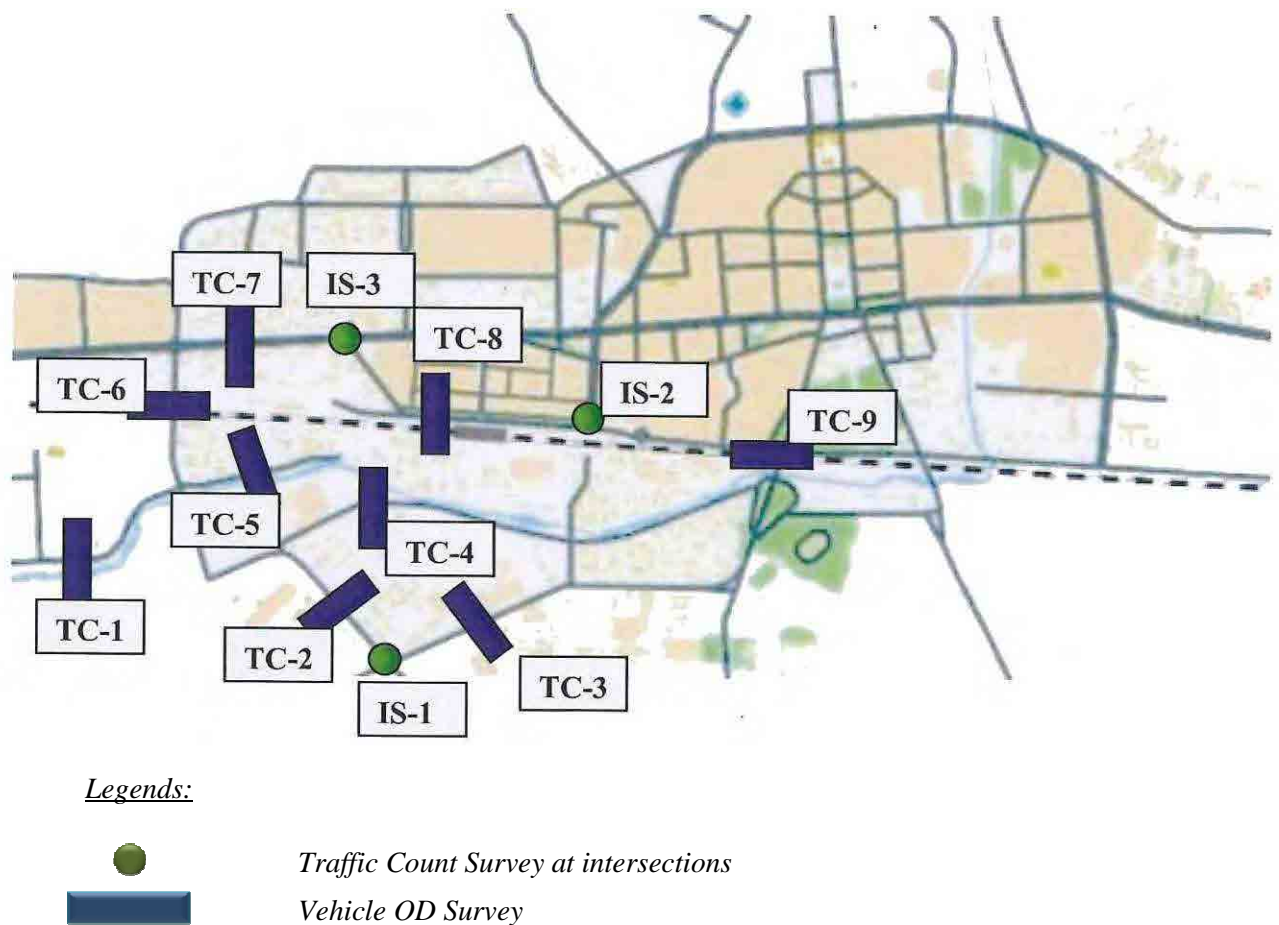 TC-7
IS-3
TC-8
TC-6
IS-2
TC-9
TC-5
TC-4
TC-1
TC-2
TC-3
IS-1
Legends:
Traffic Count Survey at intersections
Vehicle OD Survey